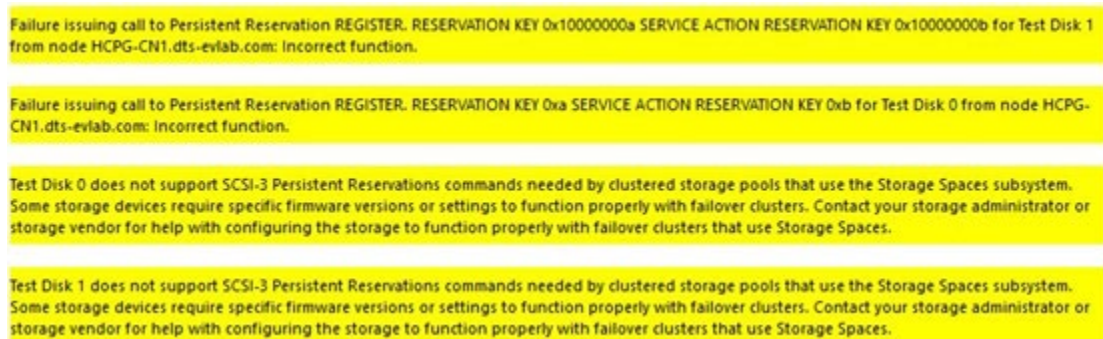 Failure issuing call to Persistent Reservation REGISTER. RESERVATION KEY 0x10000000a SERVICE ACTION RESERVATION KEY 0x10000000b for Test Disk 1
from node HCPG-CN1.dts-evlab.com: Incorrect function.
Failure issuing call to Persistent Reservation REGISTER. RESERVATION KEY 0xa SERVICE ACTION RESERVATION KEY 0xb for Test Disk 0 from node HCPG-
CN1.dts-evlab.com: Incorrect function.
Test Disk 0 does not support SCSI-3 Persistent Reservations commands needed by clustered storage pools that use the Storage Spaces subsystem.
Some storage devices require specific firmware versions or settings to function properly with failover clusters. Contact your storage administrator or
storage vendor for help with configuring the storage to function properly with failover clusters that use Storage Spaces.
Test Disk 1 does not support SCSI-3 Persistent Reservations commands needed by clustered storage pools that use the Storage Spaces subsystem.
Some storage devices require specific firmware versions or settings to function properly with failover clusters. Contact your storage administrator or
storage vendor for help with configuring the storage to function properly with failover clusters that use Storage Spaces.